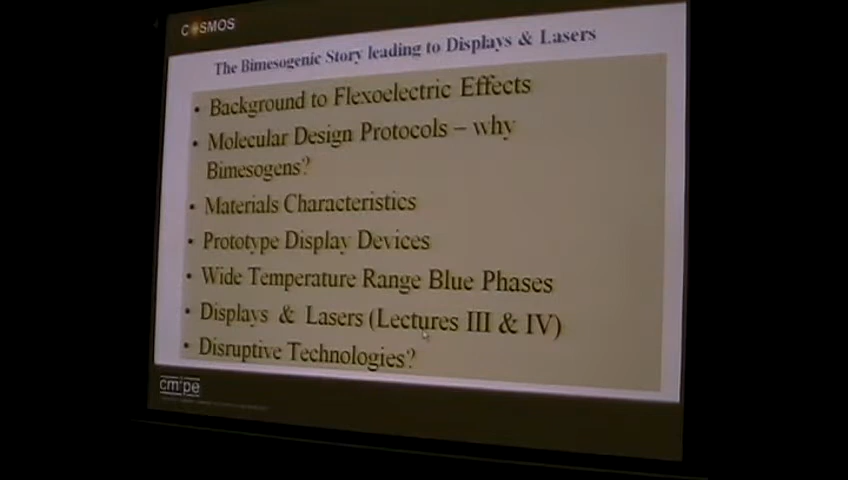 COSMOS
The Bimesogenic Story leading to Displays & Lasers
• Background to Flexoelectric Effects
• Molecular Design Protocols – why
Bimesogens?
• Materials Characteristics
• Prototype Display Devices
• Wide Temperature Range Blue Phases
• Displays & Lasers (Lectures III & IV)
• Disruptive Technologies?
cmmpe